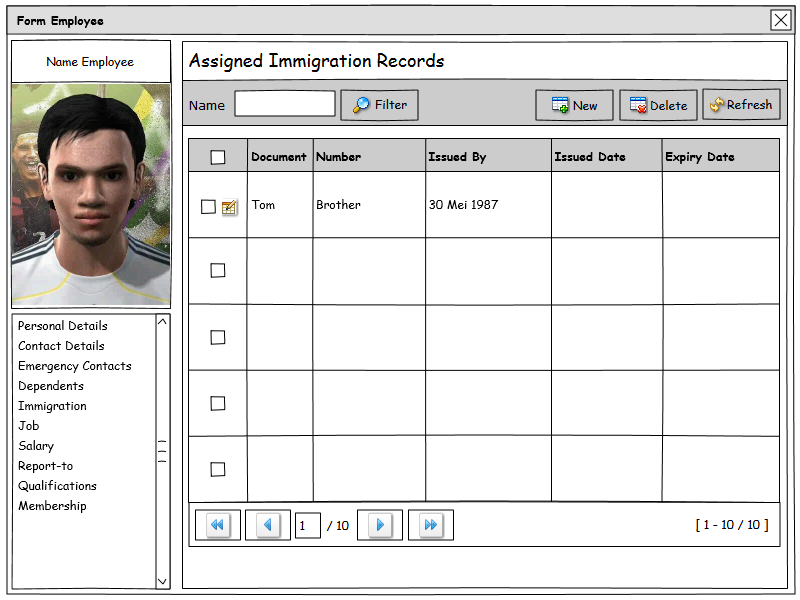 Form Employee
Name Employee
Assigned Immigration Records
Name
Filter
New
Delete
Refresh
Document Number Issued By Issued Date Expiry Date
Tom Brother 30 Mei 1987
Personal Details
Contact Details
Emergency Contacts
Dependents
Immigration
Job
Salary
Report-to
Qualifications
Membership
1 / 10
[ 1 - 10 / 10 ]